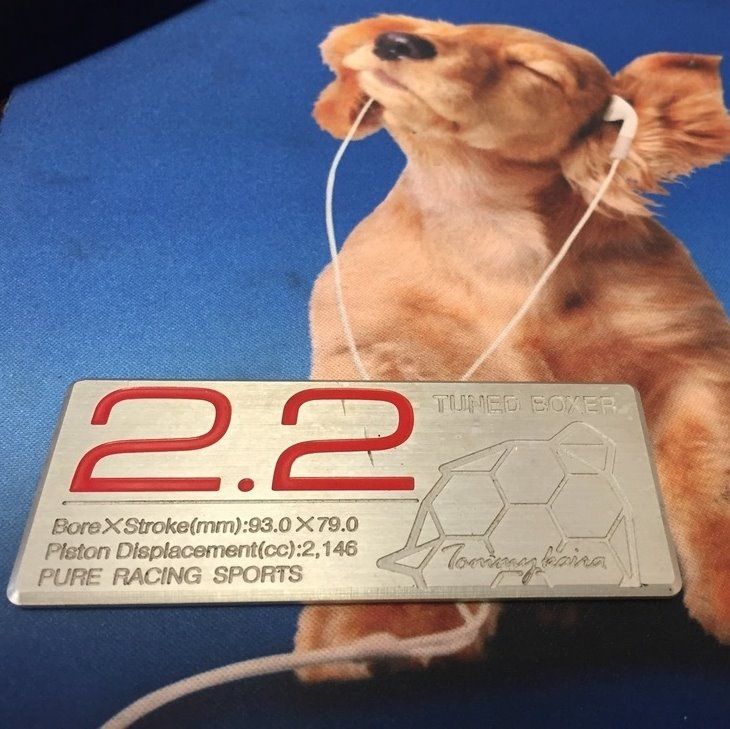 2.2
TUNED BOXER
Bore×Stroke(mm):93.0×79.0
Piston Displacement(cc):2,146
PURE RACING SPORTS
Tommykaira